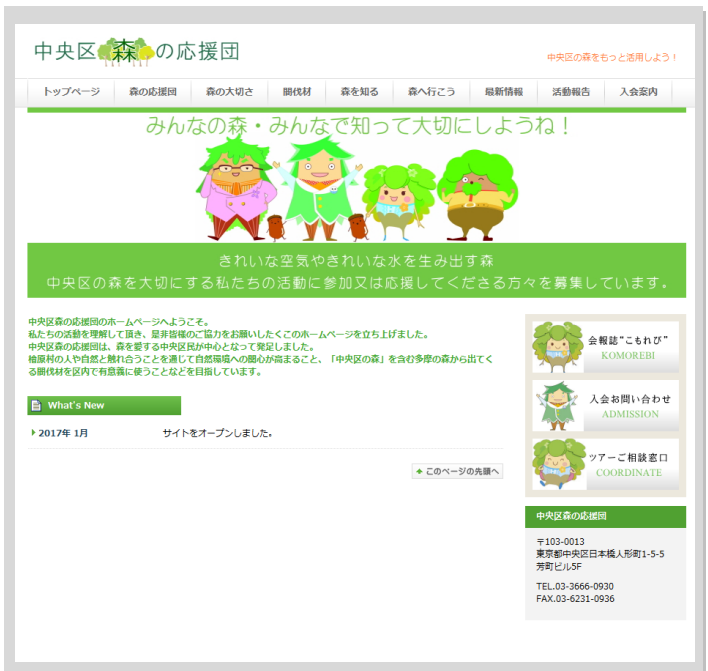 中央区森の応援団
中央区の森をもっと活用しよう！
トップページ 森の応援団 森の大切さ 間伐材 森を知る 森へ行こう 最新情報 活動報告 入会案内
みんなの森・みんなで知って大切にしようね！
きれいな空気やきれいな水を生み出す森
中央区の森を大切にする私たちの活動に参加又は応援してくださる方々を募集しています。
中央区森の応援団のホームページへようこそ。
私たちの活動を理解して頂き、是非皆様のご協力をお願いしたくこのホームページを立ち上げました。
中央区森の応援団は、森を愛する中央区民が中心となって発足しました。
檜原村の人や自然と触れ合うことを通じて自然環境への関心が高まること、「中央区の森」を含む多摩の森から出てく
る間伐材を区内で有意義に使うことなどを目指しています。
What's New
2017年 1月 サイトをオープンしました。
このページの先頭へ
会報誌"こもれび"
KOMOREBI
入会お問い合わせ
ADMISSION
ツアーご相談窓口
COORDINATE
中央区森の応援団
〒103-0013
東京都中央区日本橋人形町1-5-5
芳町ビル5F
TEL.03-3666-0930
FAX.03-6231-0936